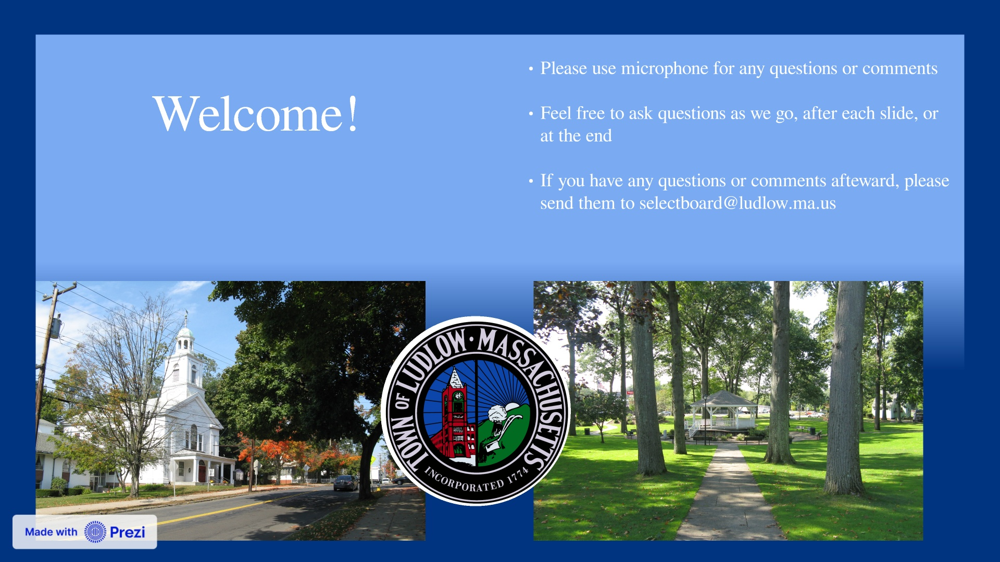 Welcome!
• Please use microphone for any questions or comments
• Feel free to ask questions as we go, after each slide, or
at the end
• If you have any questions or comments afteward, please
send them to selectboard@ludlow.ma.us
TOWN OF LUDLOW · MASSACHUSETTS
INCORPORATED 1774
Made with Prezi